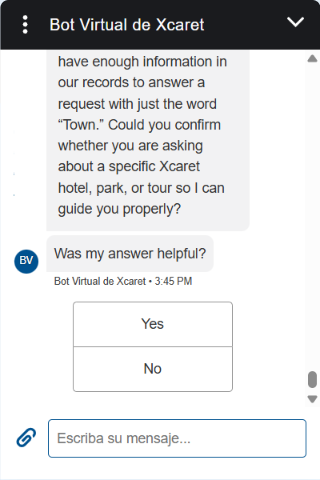 Bot Virtual de Xcaret
have enough information in
our records to answer a
request with just the word
“Town.” Could you confirm
whether you are asking
about a specific Xcaret
hotel, park, or tour so I can
guide you properly?
BV
Was my answer helpful?
Bot Virtual de Xcaret • 3:45 PM
Yes
No
Escriba su mensaje...